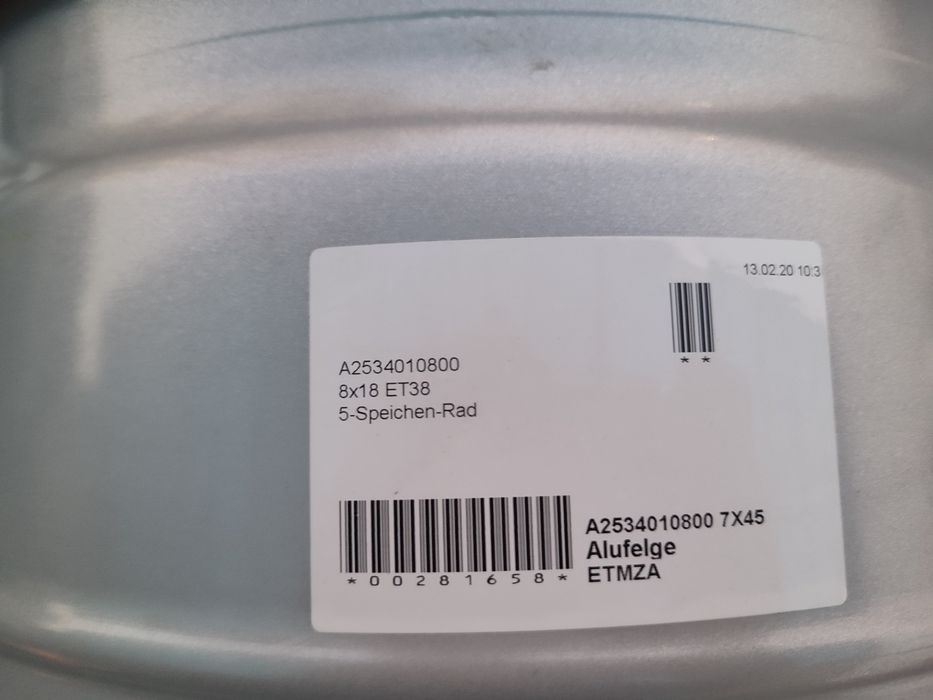 13.02.20 10:3
* *
A2534010800
8x18 ET38
5-Speichen-Rad
*00281658*
A2534010800 7X45
Alufelge
ETMZA